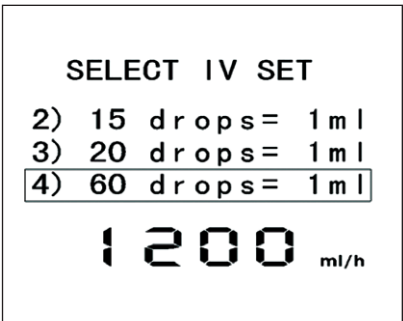 SELECT IV SET
2) 15 drops= 1ml
3) 20 drops= 1ml
4) 60 drops= 1ml
1200 ml/h